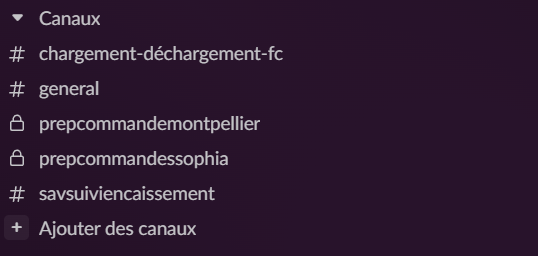 Canaux
# chargement-déchargement-fc
# general
prepcommandemontpellier
prepcommandessophia
# savsuiviencaissement
+ Ajouter des canaux